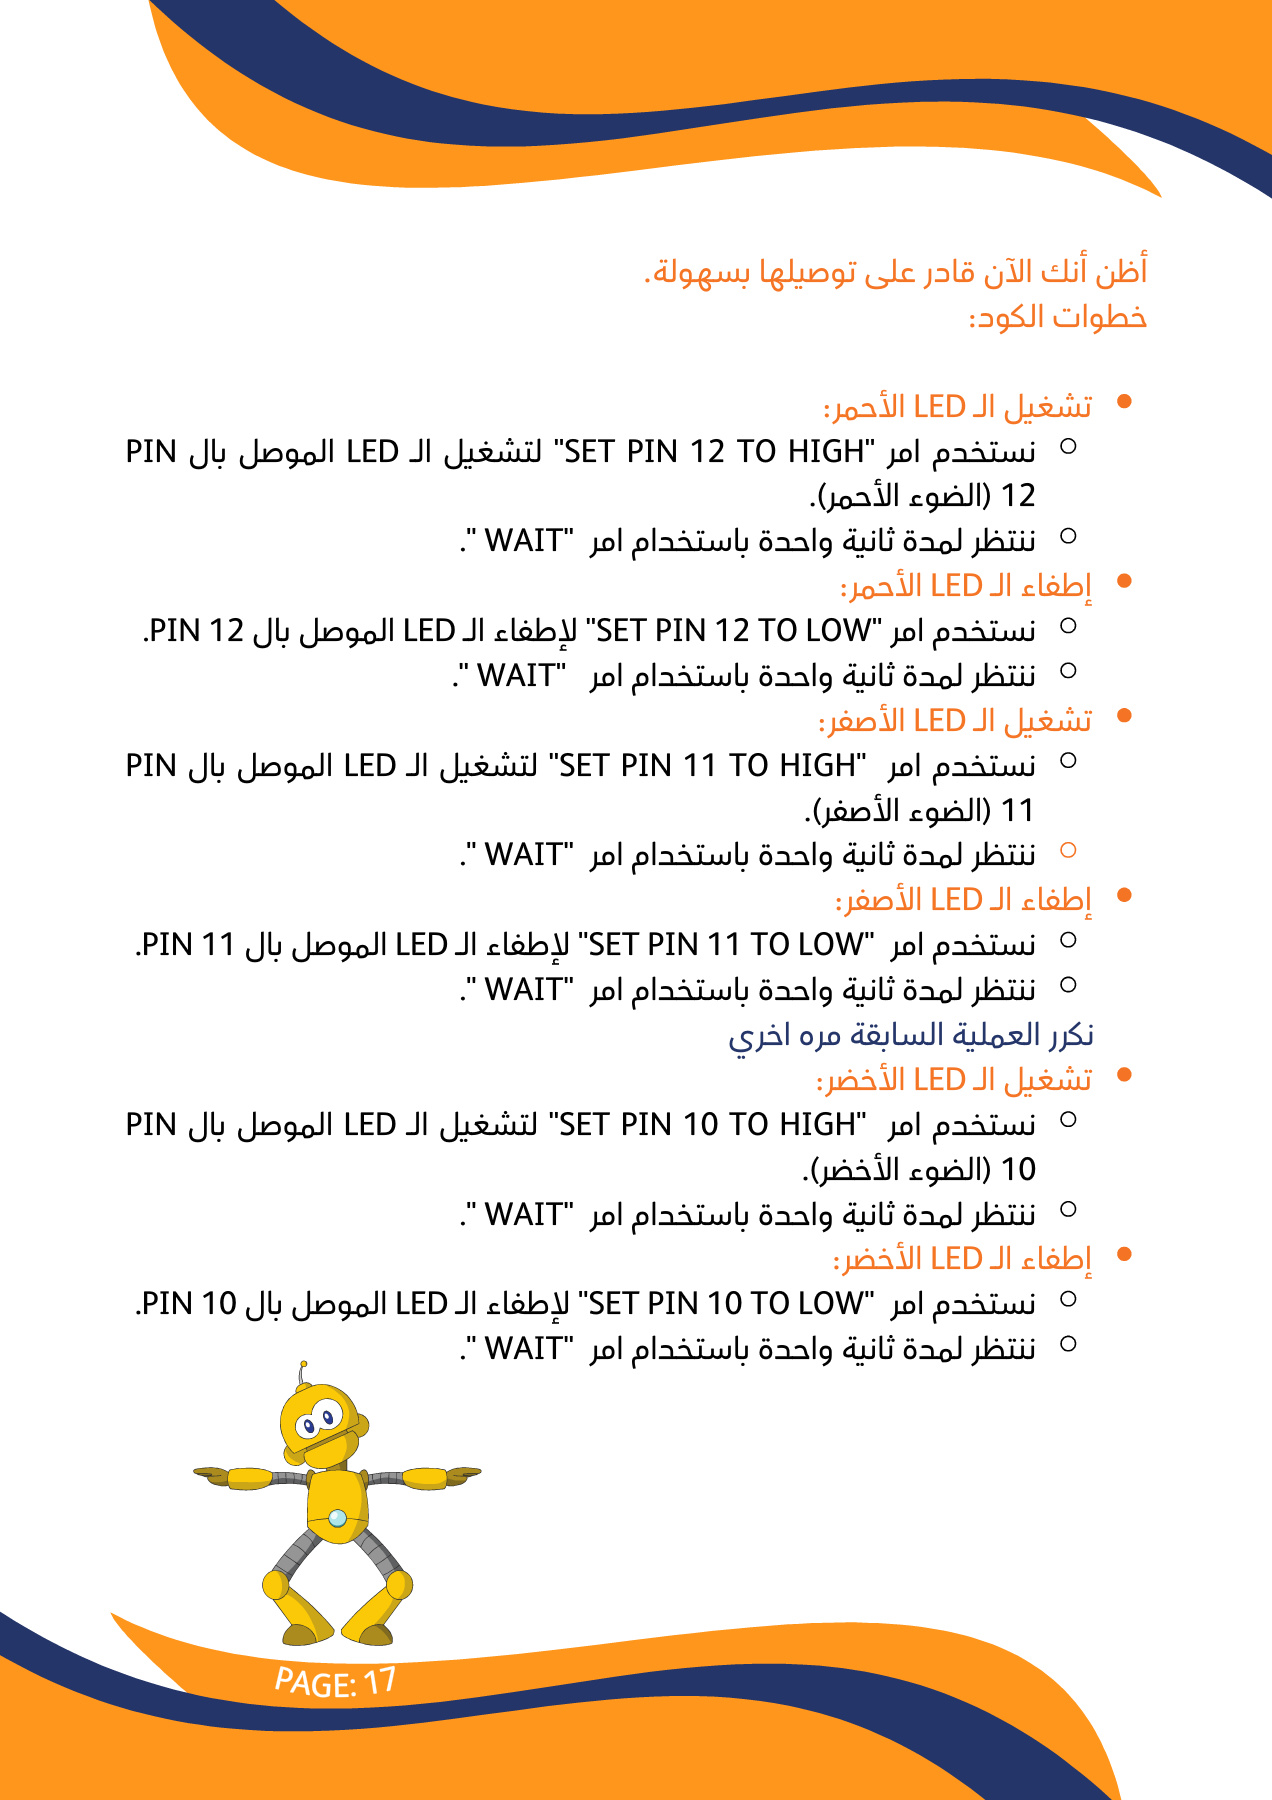 أظن أنك الآن قادر على توصيلها بسهولة.
خطوات الكود:
• تشغيل الـ LED الأحمر:
○ نستخدم امر "SET PIN 12 TO HIGH" لتشغيل الـ LED الموصل بال PIN
12 (الضوء الأحمر).
○ ننتظر لمدة ثانية واحدة باستخدام امر "WAIT ".
• إطفاء الـ LED الأحمر:
○ نستخدم امر "SET PIN 12 TO LOW" لإطفاء الـ LED الموصل بال PIN 12.
○ ننتظر لمدة ثانية واحدة باستخدام امر "WAIT ".
• تشغيل الـ LED الأصفر:
○ نستخدم امر "SET PIN 11 TO HIGH" لتشغيل الـ LED الموصل بال PIN
11 (الضوء الأصفر).
○ ننتظر لمدة ثانية واحدة باستخدام امر "WAIT ".
• إطفاء الـ LED الأصفر:
○ نستخدم امر "SET PIN 11 TO LOW" لإطفاء الـ LED الموصل بال PIN 11.
○ ننتظر لمدة ثانية واحدة باستخدام امر "WAIT ".
نكرر العملية السابقة مره اخري
• تشغيل الـ LED الأخضر:
○ نستخدم امر "SET PIN 10 TO HIGH" لتشغيل الـ LED الموصل بال PIN
10 (الضوء الأخضر).
○ ننتظر لمدة ثانية واحدة باستخدام امر "WAIT ".
• إطفاء الـ LED الأخضر:
○ نستخدم امر "SET PIN 10 TO LOW" لإطفاء الـ LED الموصل بال PIN 10.
○ ننتظر لمدة ثانية واحدة باستخدام امر "WAIT ".
PAGE: 17